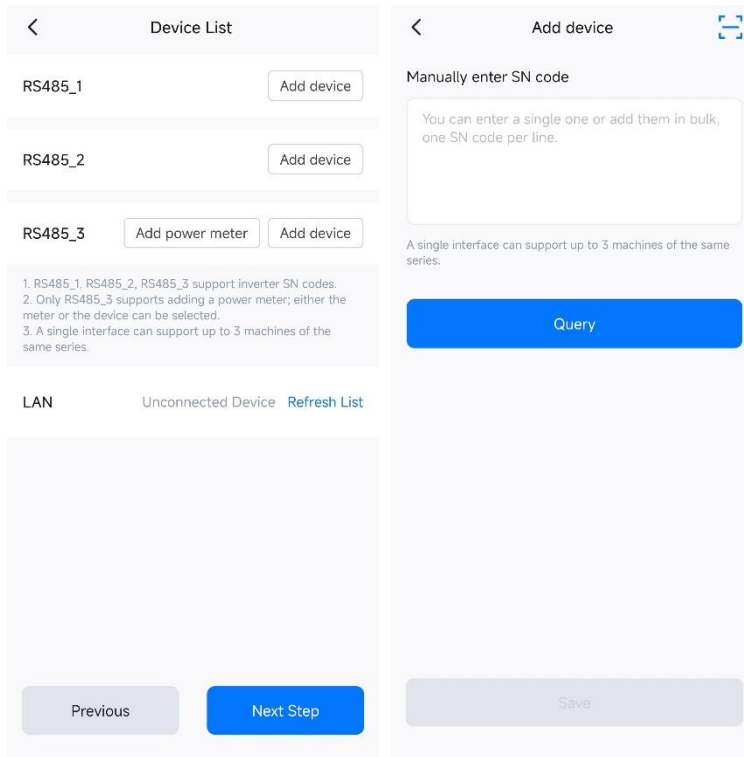 Device List
RS485_1 Add device
RS485_2 Add device
RS485_3 Add power meter Add device
1. RS485_1, RS485_2, RS485_3 support inverter SN codes.
2. Only RS485_3 supports adding a power meter; either the
meter or the device can be selected.
3. A single interface can support up to 3 machines of the
same series.
LAN Unconnected Device Refresh List
Previous Next Step
Add device
Manually enter SN code
You can enter a single one or add them in bulk,
one SN code per line.
A single interface can support up to 3 machines of the same
series.
Query
Save